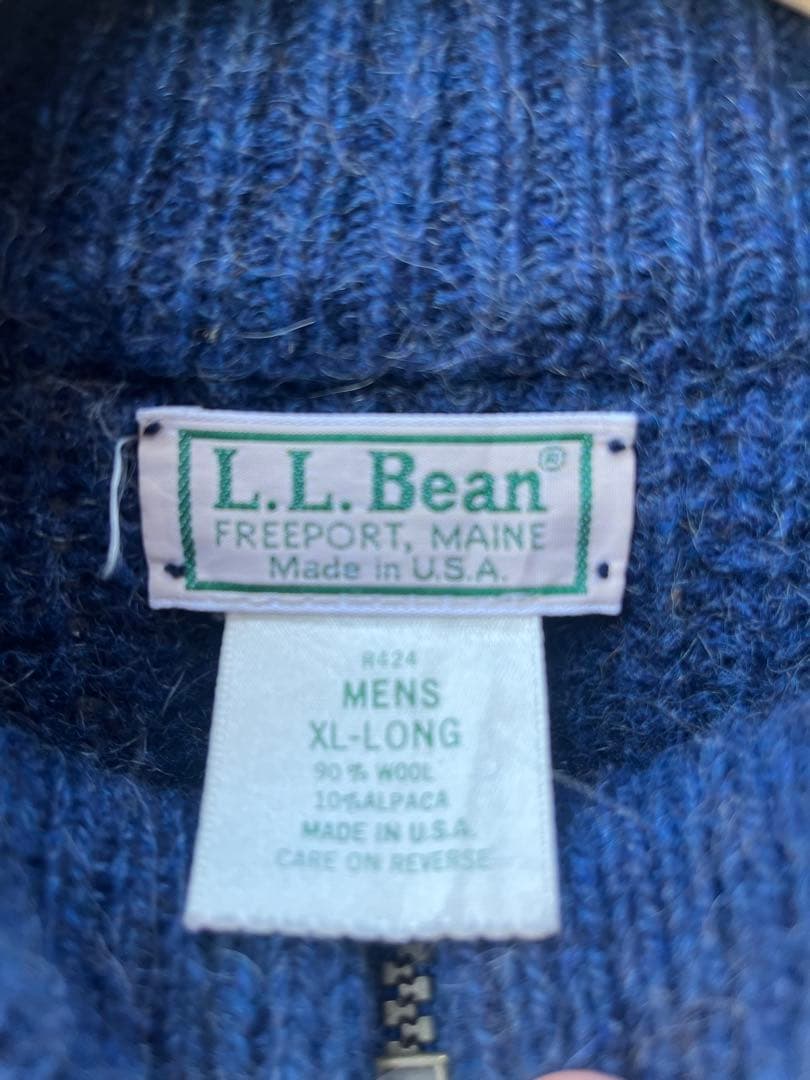 L.L. Bean®
FREEPORT, MAINE
Made in U.S.A.
R424
MENS
XL-LONG
90% WOOL
10% ALPACA
MADE IN U.S.A.
CARE ON REVERSE